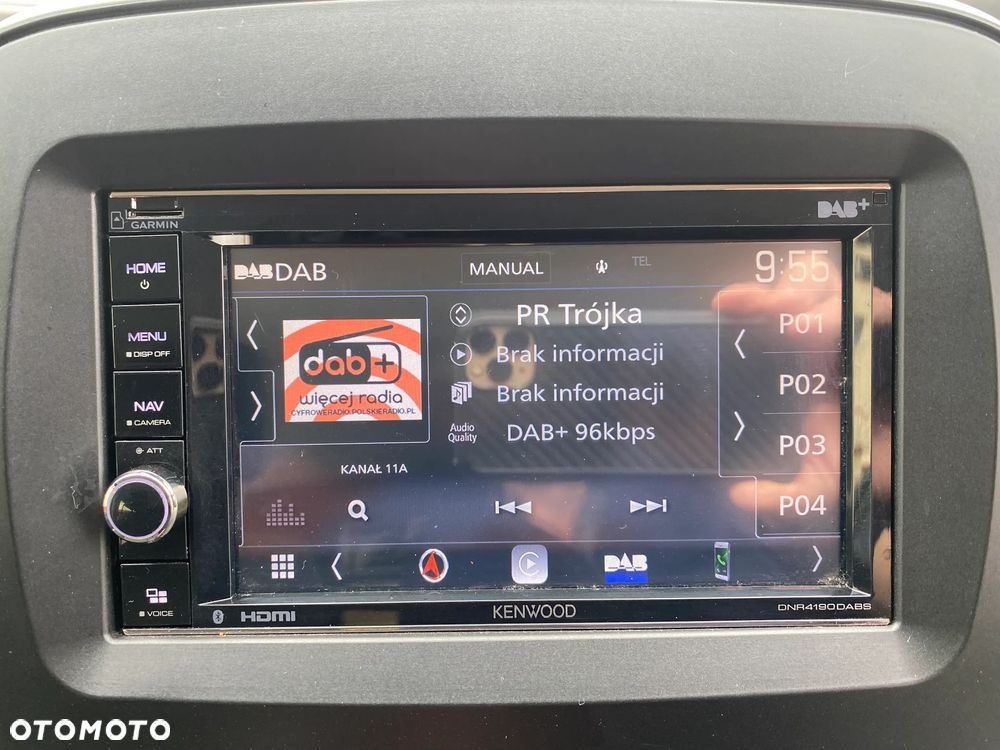 GARMIN
DAB+
HOME
MENU
DISP OFF
NAV
CAMERA
ATT
VOICE
DAB DAB
MANUAL
TEL
9:55
dab+
więcej radia
CYFROWERADIO.POLSKIERADIO.PL
KANAŁ 11A
PR Trójka
Brak informacji
Brak informacji
Audio Quality
DAB+ 96kbps
P01
P02
P03
P04
DAB
HDMI
KENWOOD
DNR4190DABS
OTOMOTO